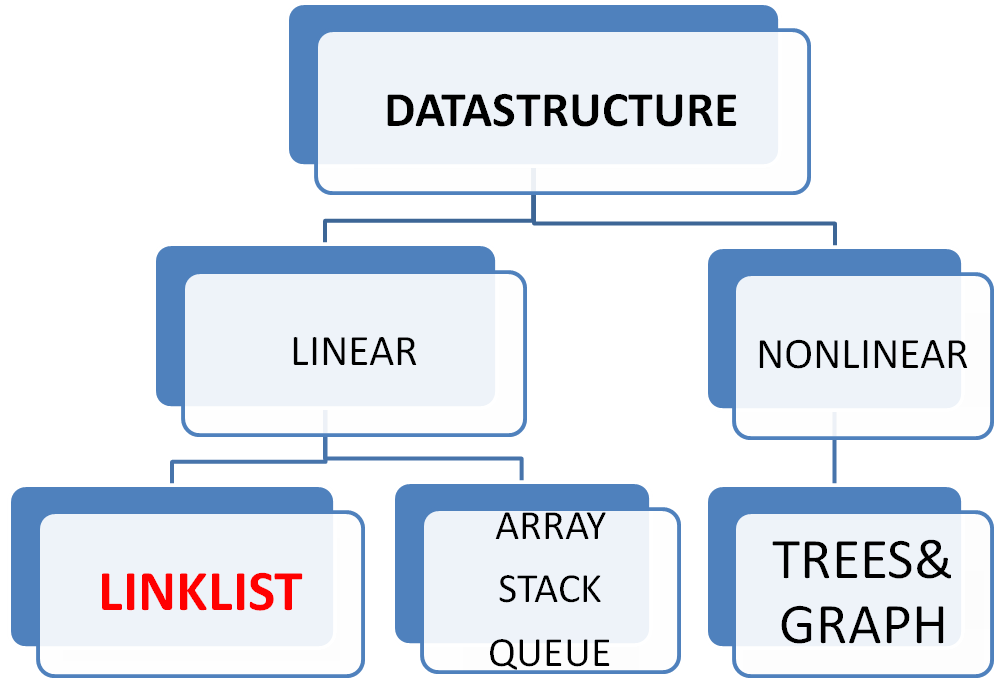 DATASTRUCTURE
LINEAR
NONLINEAR
LINKLIST
ARRAY
STACK
QUEUE
TREES&
GRAPH